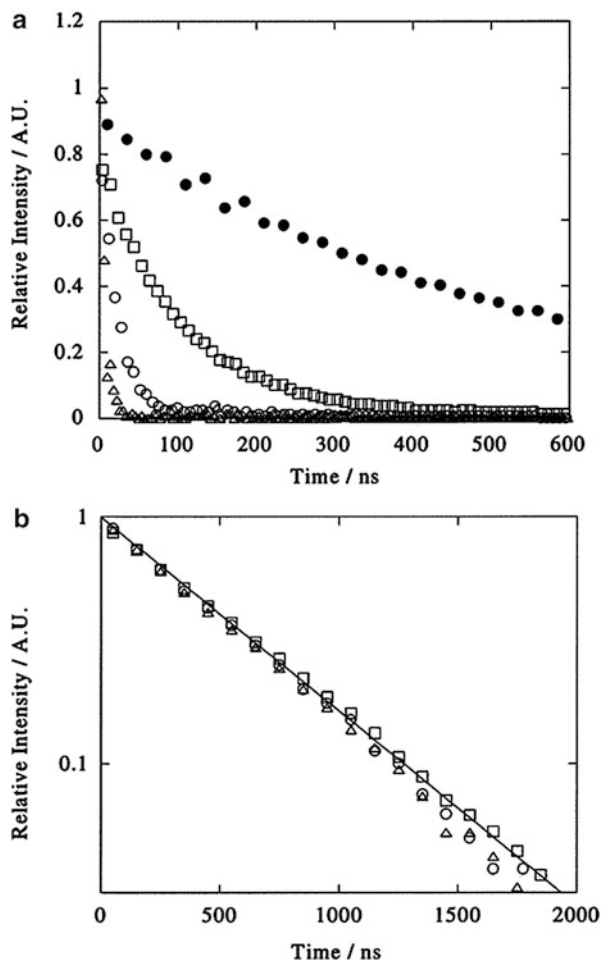 a
1.2
1
0.8
0.6
0.4
0.2
0
Relative Intensity / A.U.
0 100 200 300 400 500 600
Time / ns
b
1
0.1
Relative Intensity / A.U.
0 500 1000 1500 2000
Time / ns